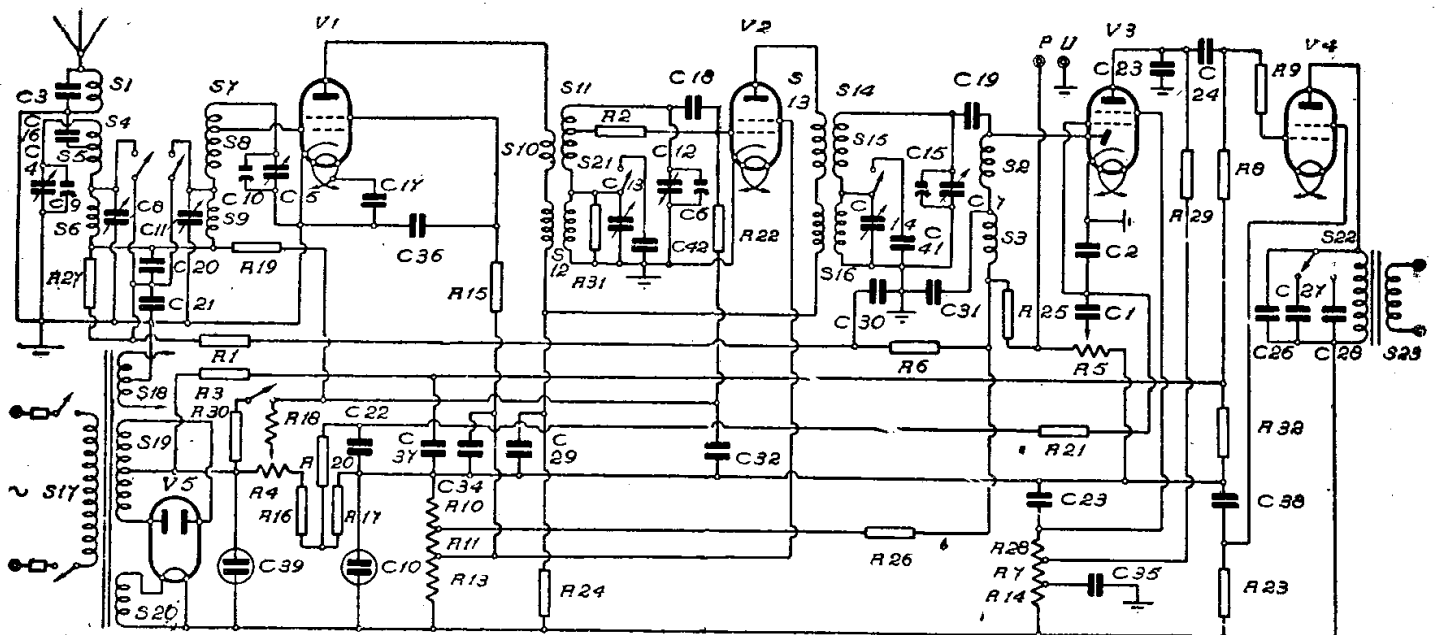 V1
V2
V3
V4
P U
C3
S1
C16
S4
C4
S5
C9
S6
C8
C11
S7
S8
C10
C5
S9
C17
C36
C20
C21
R19
R27
R15
S10
S11
R2
S21
C13
C12
C6
S12
R31
C42
C18
R22
S13
S14
S15
C15
C14
C41
S16
C19
S2
C7
S3
C30
C31
C23
C24
R9
R29
R8
C2
C1
R25
R5
R6
S22
C27
C26
C28
S23
R1
R3
R30
S18
S19
S17
~
V5
S20
R18
R4
R20
C22
R16
R17
C37
C34
C29
R10
R11
R13
C39
C10
R24
C32
R21
R26
C23
R28
R7
R14
C35
R32
C38
R23